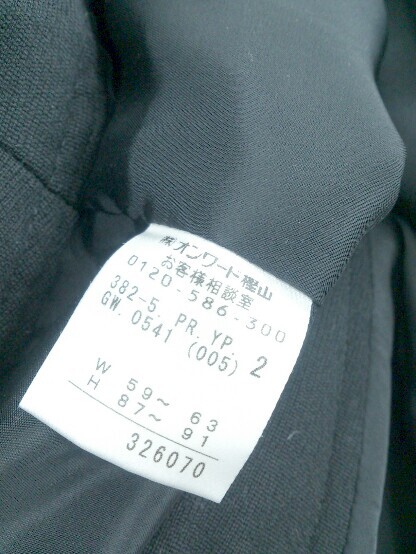 ㈱オンワード樫山
お客様相談室
0120-586-300
382-5. PR. YP. 2
GW. 0541 (005)
W 59～ 63
H 87～ 91
326070